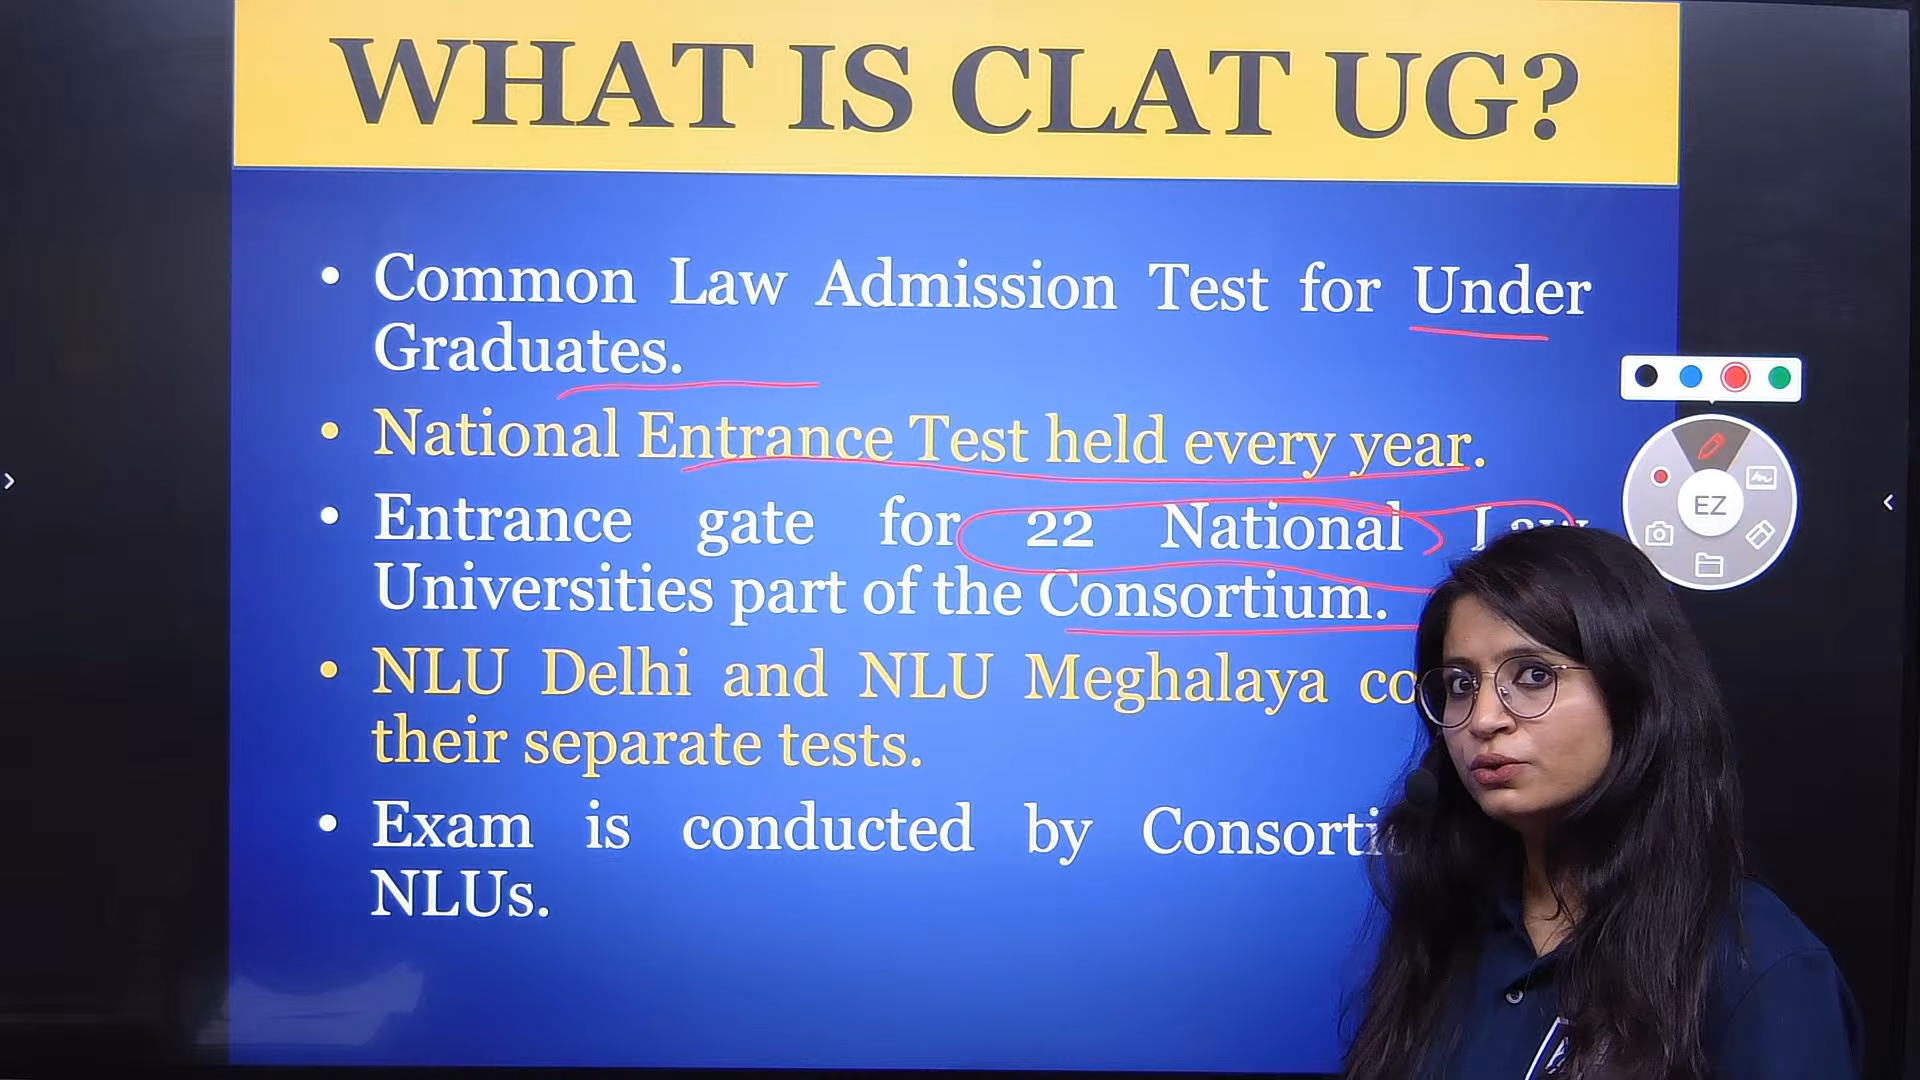 WHAT IS CLAT UG?
• Common Law Admission Test for Under
Graduates.
• National Entrance Test held every year.
• Entrance gate for 22 National Law
Universities part of the Consortium.
• NLU Delhi and NLU Meghalaya
their separate tests.
• Exam is conducted by
NLUs.
EZ